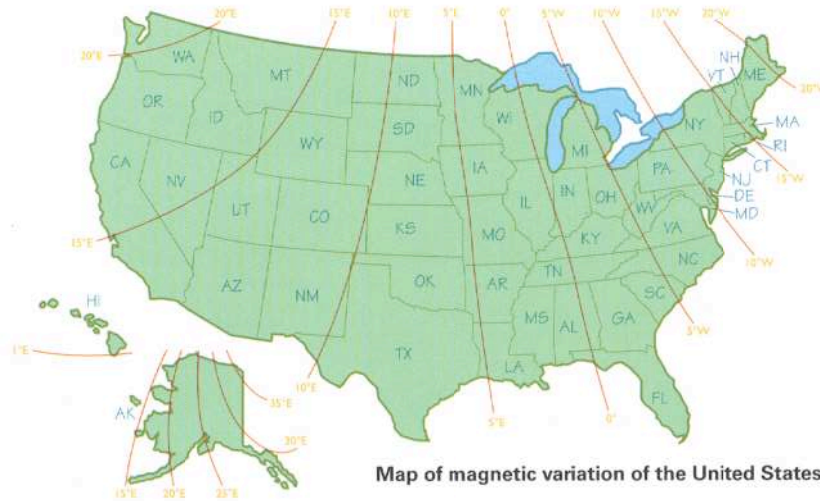 20°E
15°E
10°E
5°E
0°
5°W
10°W
15°W
20°W
20°E
WA
MT
ND
MN
NH
VT
ME
20°W
OR
ID
SD
WI
NY
MA
WY
MI
RI
CA
NV
NE
IA
PA
CT
15°W
UT
CO
IL
IN
OH
NJ
DE
MD
WV
VA
KS
MO
KY
15°E
10°W
AZ
NM
OK
AR
TN
NC
SC
HI
MS
AL
GA
5°W
1°E
TX
LA
10°E
15°E
FL
AK
5°E
0°
20°E
15°E
20°E
25°E
Map of magnetic variation of the United States